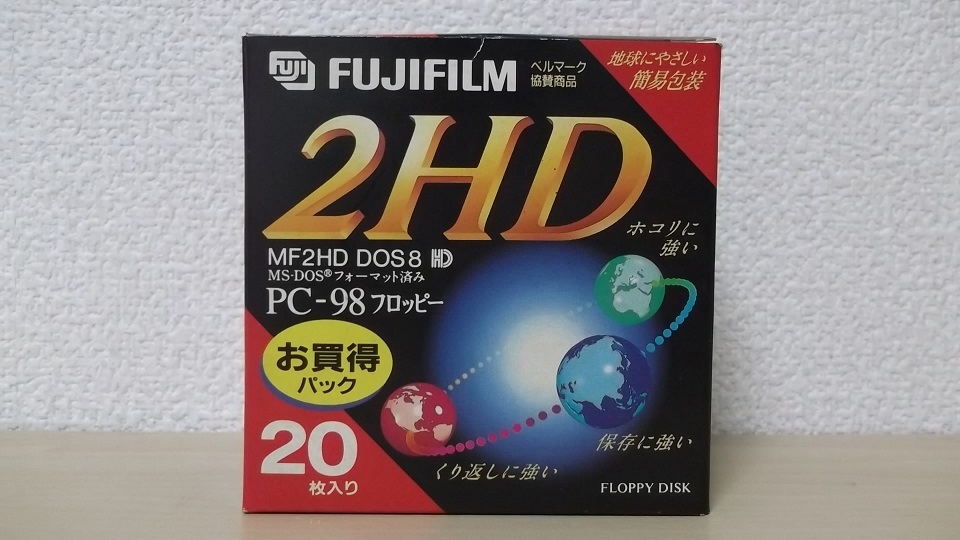 FUJI
FUJIFILM
ベルマーク
協賛商品
地球にやさしい
簡易包装
2HD
ホコリに
強い
MF2HD DOS8 HD
MS-DOS®フォーマット済み
PC-98フロッピー
お買得
パック
20
枚入り
保存に強い
くり返しに強い
FLOPPY DISK